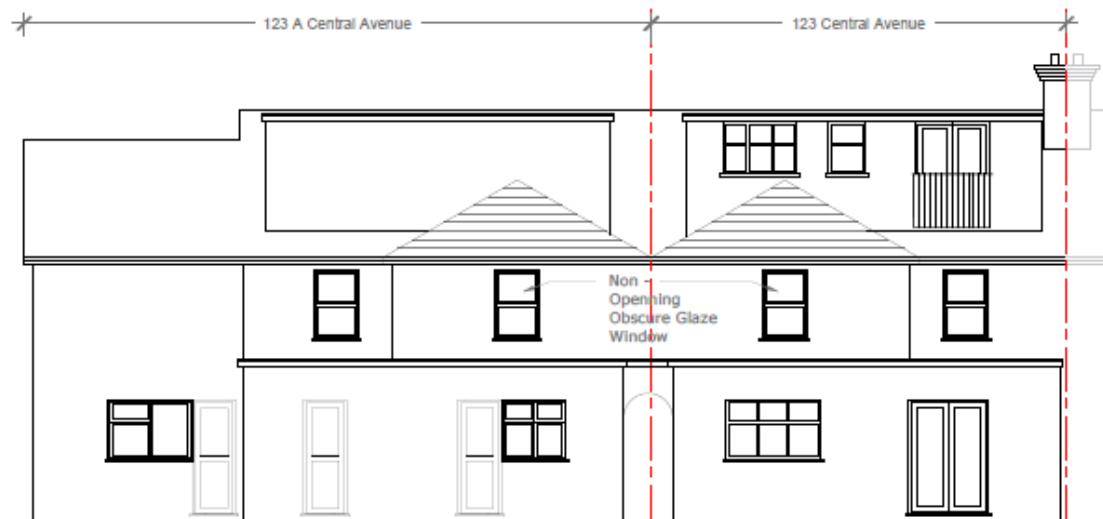 123 A Central Avenue
123 Central Avenue
Non -
Openning
Obscure Glaze
Window